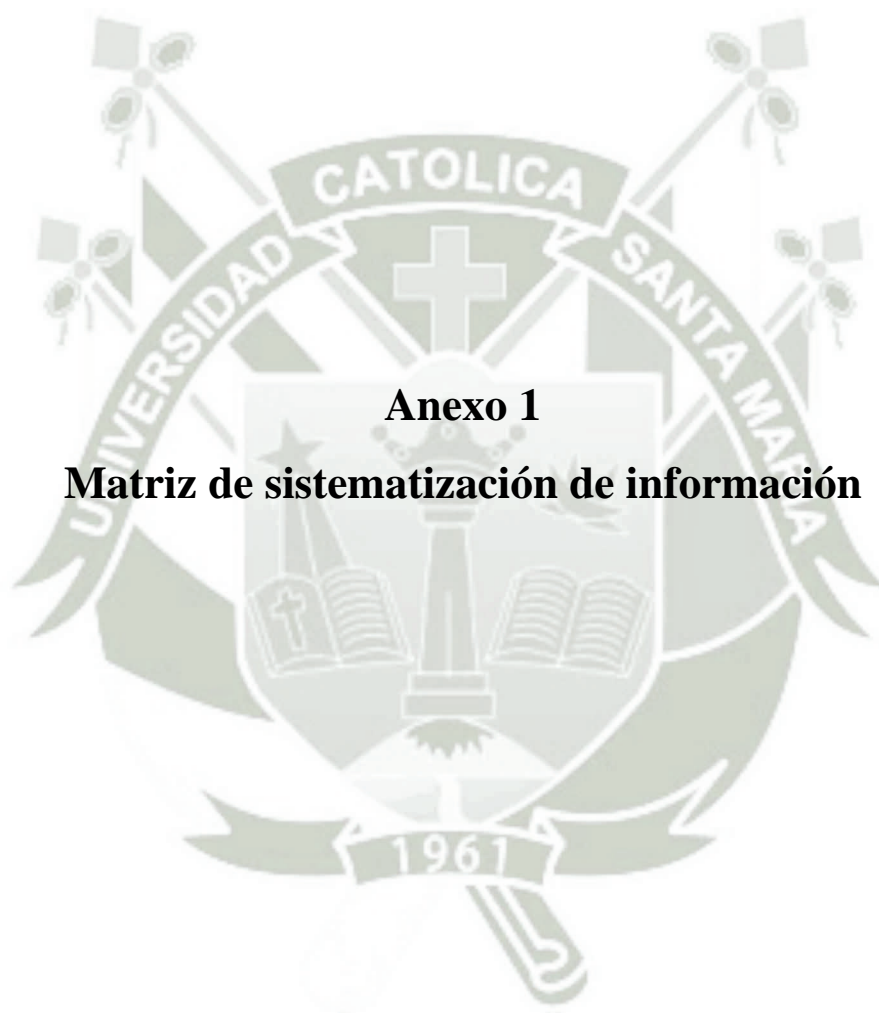 CATOLICA
UNIVERSIDAD
SANTA MARIA
Anexo 1
Matriz de sistematización de información
1961